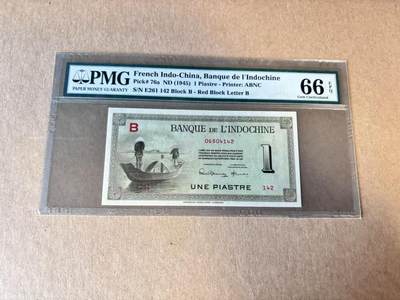 PMG
PAPER MONEY GUARANTY
French Indo-China, Banque de l'Indochine
Pick# 76a ND (1945) 1 Piastre - Printer: ABNC
S/N E261 142 Block B - Red Block Letter B
66 EPQ
Gem Uncirculated
B
BANQUE DE L'INDOCHINE
06504142
1
UNE PIASTRE
142